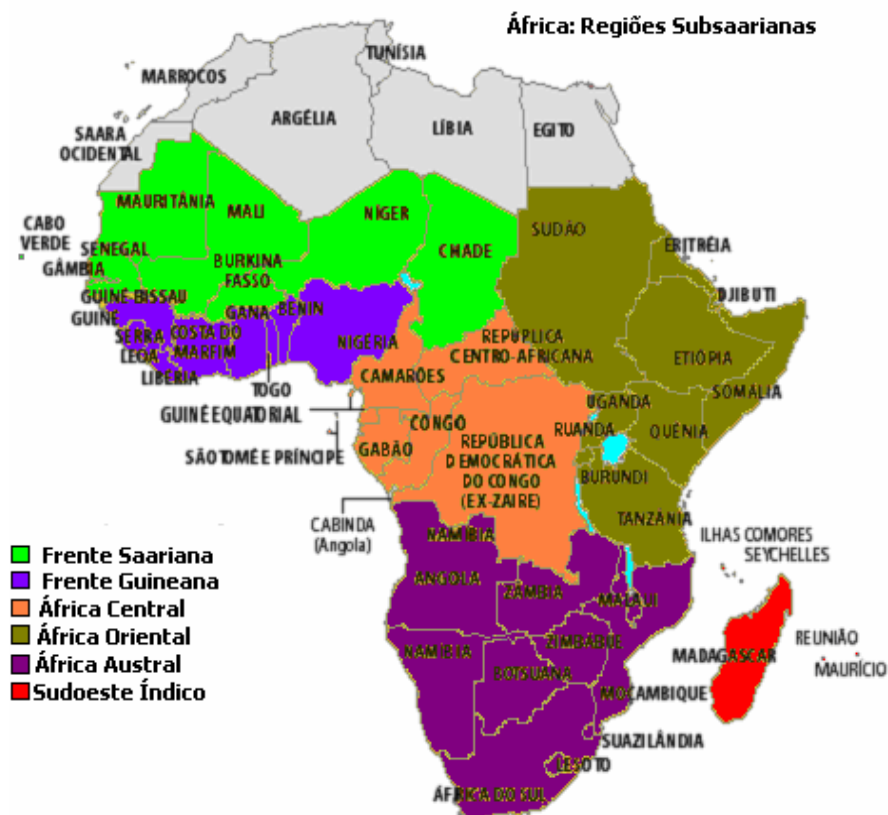 África: Regiões Subsaarianas
TUNÍSIA
MARROCOS
ARGÉLIA
LÍBIA
EGITO
SAARA
OCIDENTAL
MAURITÂNIA
MALI
NÍGER
CHADE
SUDÃO
CABO
VERDE
SENEGAL
GÂMBIA
BURKINA
FASSO
ERITRÉIA
DJIBUTI
GUINÉ BISSAU
GUINÉ
GANA
BÊNIN
SERRA
LEOA
COSTA DO
MARFIM
NIGÉRIA
REPÚBLICA
CENTRO-AFRICANA
ETIÓPIA
LIBÉRIA
TOGO
CAMARÕES
SOMÁLIA
GUINÉ EQUATORIAL
CONGO
UGANDA
RUANDA
QUÊNIA
GABÃO
SÃO TOMÉ E PRÍNCIPE
REPÚBLICA
DEMOCRÁTICA
DO CONGO
(EX-ZAIRE)
BURUNDI
TANZÂNIA
CABINDA
(Angola)
NAMÍBIA
ILHAS COMORES
SEYCHELLES
ANGOLA
ZÂMBIA
MALAUI
NAMÍBIA
ZIMBÁBUE
BOTSUANA
MADAGASCAR
REUNIÃO
MAURÍCIO
MOÇAMBIQUE
SUAZILÂNDIA
LESOTO
ÁFRICA DO SUL
Frente Saariana
Frente Guineana
África Central
África Oriental
África Austral
Sudoeste Índico